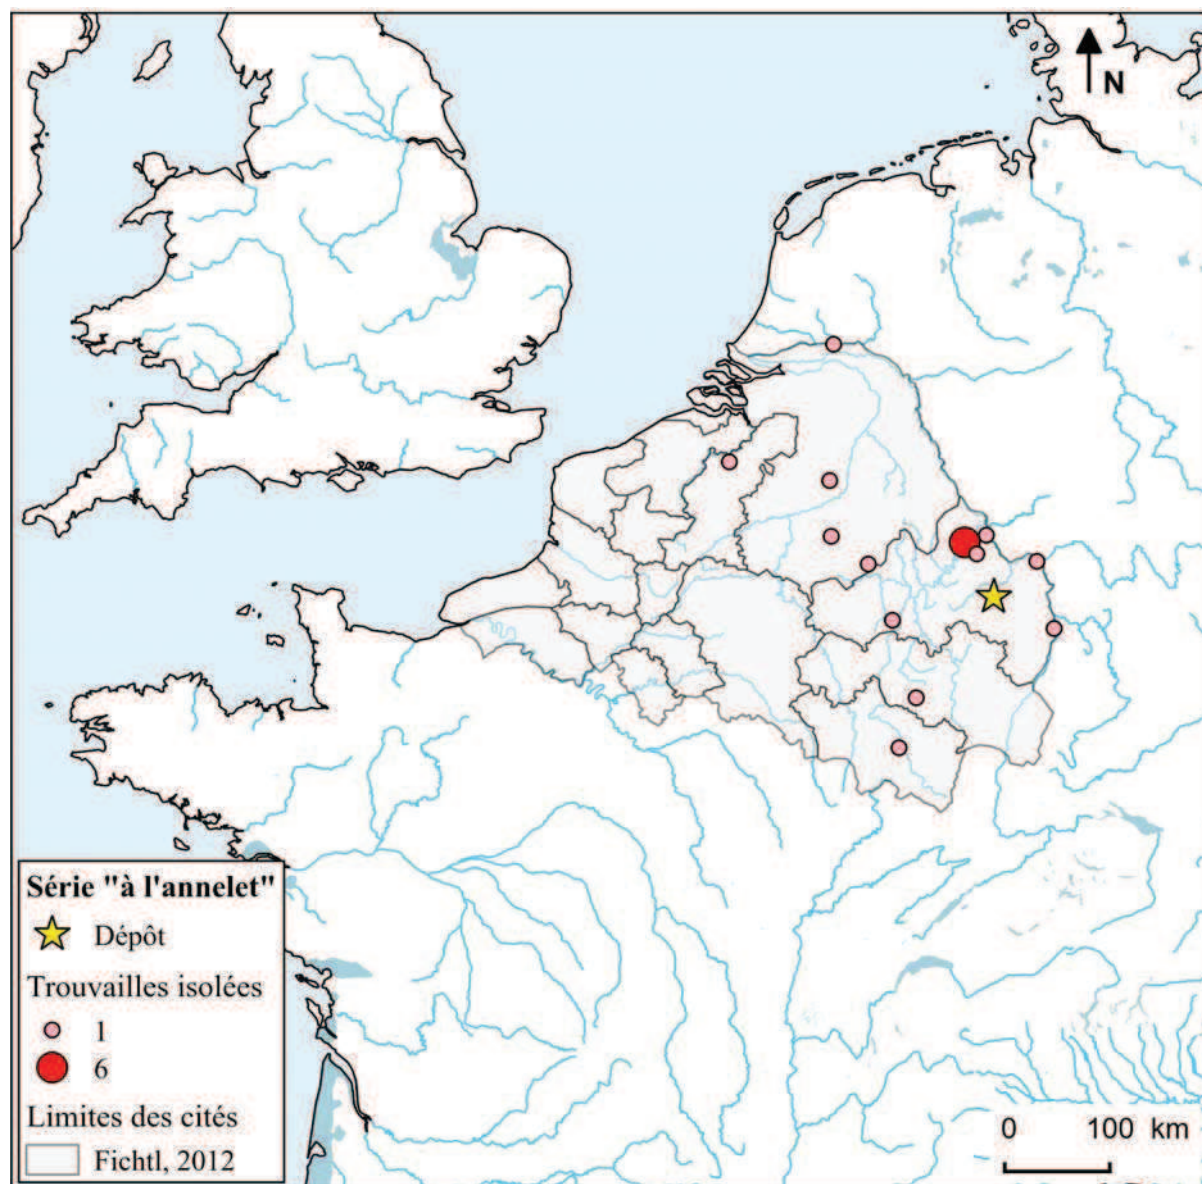 N
Série "à l'annelet"
Dépôt
Trouvailles isolées
1
6
Limites des cités
Fichtl, 2012
0 100 km